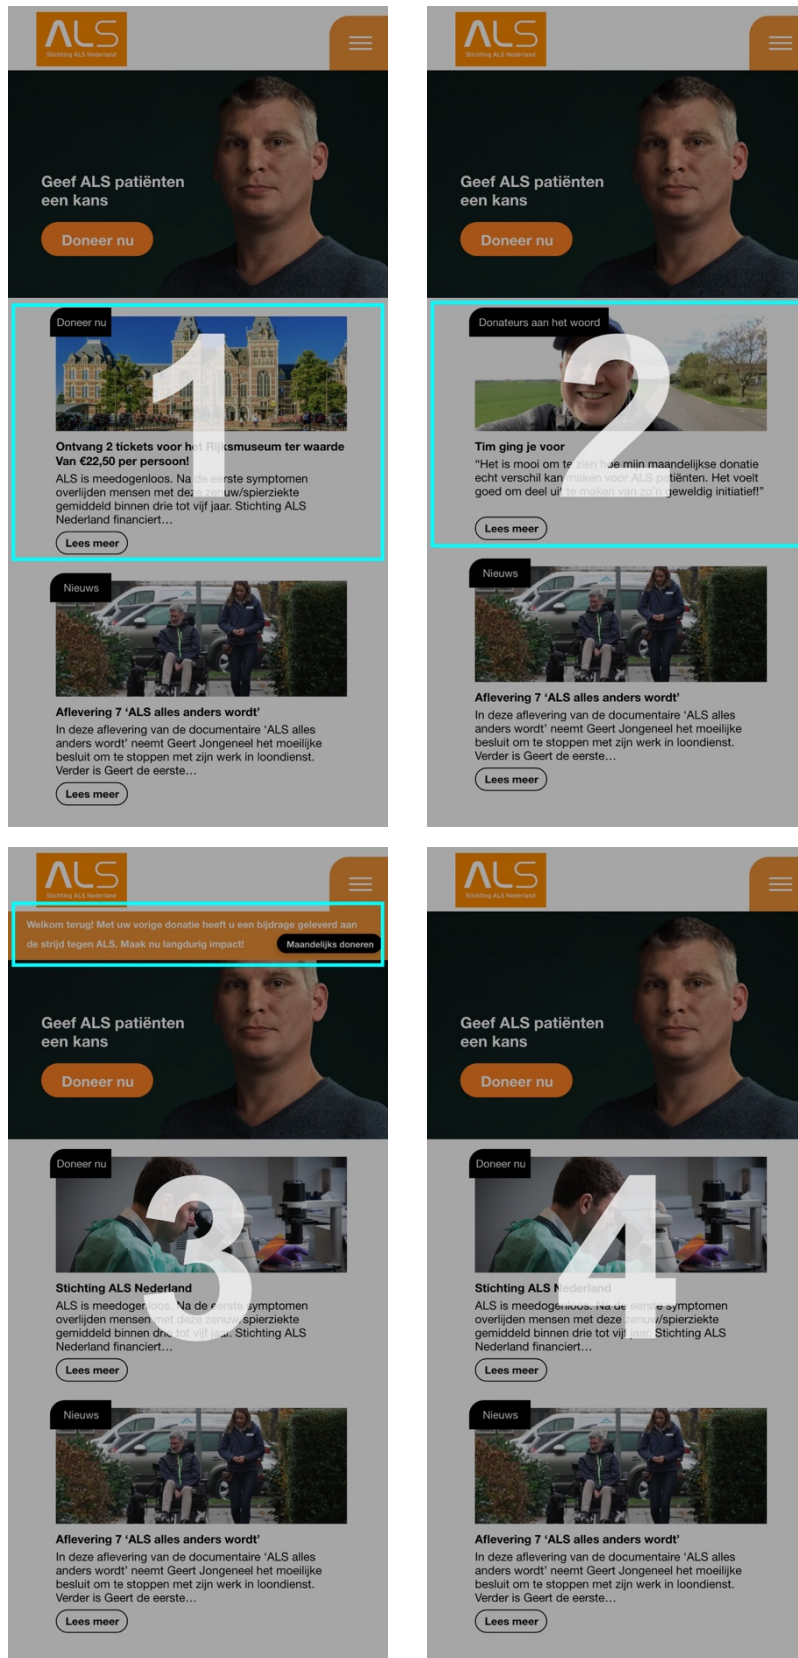 ALS
Stichting ALS Nederland
Geef ALS patiënten
een kans
Doneer nu
Doneer nu
1
Ontvang 2 tickets voor het Rijksmuseum ter waarde
Van €22,50 per persoon!
ALS is meedogenloos. Na de eerste symptomen
overlijden mensen met deze zenuw/spierziekte
gemiddeld binnen drie tot vijf jaar. Stichting ALS
Nederland financiert…
Lees meer
Nieuws
Aflevering 7 ‘ALS alles anders wordt’
In deze aflevering van de documentaire ‘ALS alles
anders wordt’ neemt Geert Jongeneel het moeilijke
besluit om te stoppen met zijn werk in loondienst.
Verder is Geert de eerste…
Lees meer
ALS
Stichting ALS Nederland
Geef ALS patiënten
een kans
Doneer nu
Donateurs aan het woord
2
Tim ging je voor
“Het is mooi om te zien hoe mijn maandelijkse donatie
echt verschil kan maken voor ALS patiënten. Het voelt
goed om deel uit te maken van zo’n geweldig initiatief!”
Lees meer
Nieuws
Aflevering 7 ‘ALS alles anders wordt’
In deze aflevering van de documentaire ‘ALS alles
anders wordt’ neemt Geert Jongeneel het moeilijke
besluit om te stoppen met zijn werk in loondienst.
Verder is Geert de eerste…
Lees meer
ALS
Stichting ALS Nederland
Welkom terug! Met uw vorige donatie heeft u een bijdrage geleverd aan
de strijd tegen ALS. Maak nu langdurig impact!
Maandelijks doneren
Geef ALS patiënten
een kans
Doneer nu
Doneer nu
3
Stichting ALS Nederland
ALS is meedogenloos. Na de eerste symptomen
overlijden mensen met deze zenuw/spierziekte
gemiddeld binnen drie tot vijf jaar. Stichting ALS
Nederland financiert…
Lees meer
Nieuws
Aflevering 7 ‘ALS alles anders wordt’
In deze aflevering van de documentaire ‘ALS alles
anders wordt’ neemt Geert Jongeneel het moeilijke
besluit om te stoppen met zijn werk in loondienst.
Verder is Geert de eerste…
Lees meer
ALS
Stichting ALS Nederland
Geef ALS patiënten
een kans
Doneer nu
Doneer nu
4
Stichting ALS Nederland
ALS is meedogenloos. Na de eerste symptomen
overlijden mensen met deze zenuw/spierziekte
gemiddeld binnen drie tot vijf jaar. Stichting ALS
Nederland financiert…
Lees meer
Nieuws
Aflevering 7 ‘ALS alles anders wordt’
In deze aflevering van de documentaire ‘ALS alles
anders wordt’ neemt Geert Jongeneel het moeilijke
besluit om te stoppen met zijn werk in loondienst.
Verder is Geert de eerste…
Lees meer